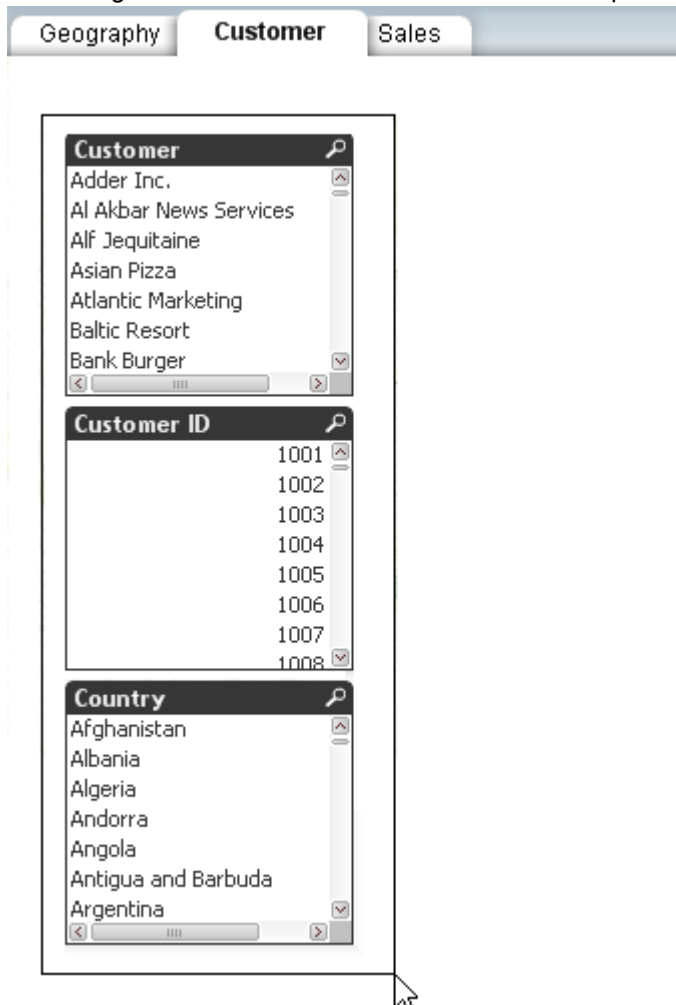 Geography Customer Sales
Customer
Adder Inc.
Al Akbar News Services
Alf Jequitaine
Asian Pizza
Atlantic Marketing
Baltic Resort
Bank Burger
Customer ID
1001
1002
1003
1004
1005
1006
1007
1008
Country
Afghanistan
Albania
Algeria
Andorra
Angola
Antigua and Barbuda
Argentina